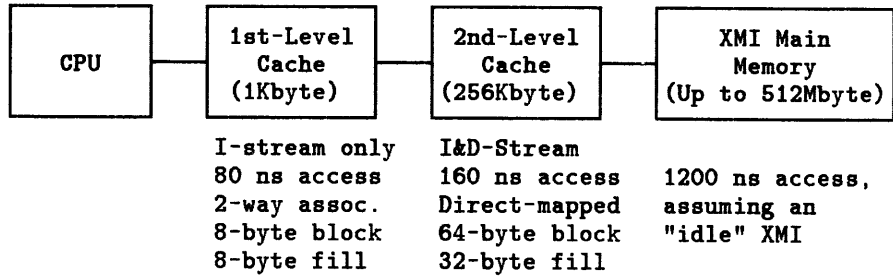 CPU
1st-Level
Cache
(1Kbyte)
2nd-Level
Cache
(256Kbyte)
XMI Main
Memory
(Up to 512Mbyte)
I-stream only
80 ns access
2-way assoc.
8-byte block
8-byte fill
I&D-Stream
160 ns access
Direct-mapped
64-byte block
32-byte fill
1200 ns access,
assuming an
"idle" XMI